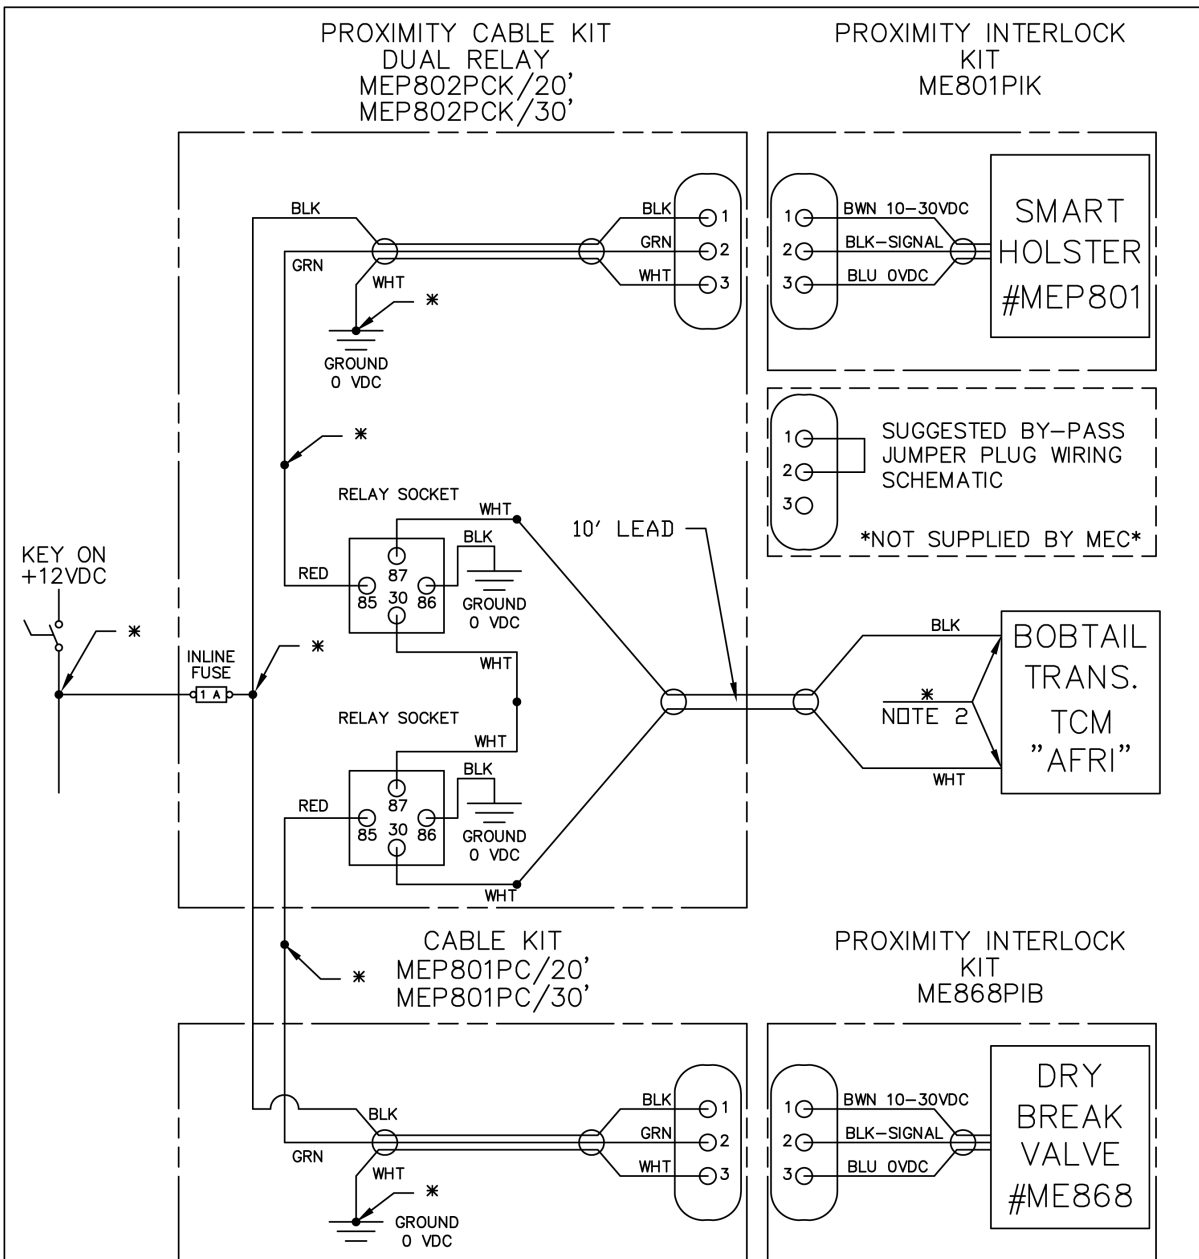 PROXIMITY CABLE KIT
DUAL RELAY
MEP802PCK/20'
MEP802PCK/30'
PROXIMITY INTERLOCK
KIT
ME801PIK
BLK
GRN
WHT
*
GROUND
0 VDC
BLK
GRN
WHT
1
2
3
1
2
3
BWN 10-30VDC
BLK-SIGNAL
BLU 0VDC
SMART
HOLSTER
#MEP801
*
1
2
3
SUGGESTED BY-PASS
JUMPER PLUG WIRING
SCHEMATIC
*NOT SUPPLIED BY MEC*
RELAY SOCKET
WHT
BLK
RED
87
85
30
86
GROUND
0 VDC
WHT
10' LEAD
KEY ON
+12VDC
*
INLINE
FUSE
1 A
*
RELAY SOCKET
WHT
BLK
RED
87
85
30
86
GROUND
0 VDC
WHT
BLK
*
NOTE 2
WHT
BOBTAIL
TRANS.
TCM
"AFRI"
*
CABLE KIT
MEP801PC/20'
MEP801PC/30'
PROXIMITY INTERLOCK
KIT
ME868PIB
BLK
GRN
WHT
*
GROUND
0 VDC
BLK
GRN
WHT
1
2
3
1
2
3
BWN 10-30VDC
BLK-SIGNAL
BLU 0VDC
DRY
BREAK
VALVE
#ME868